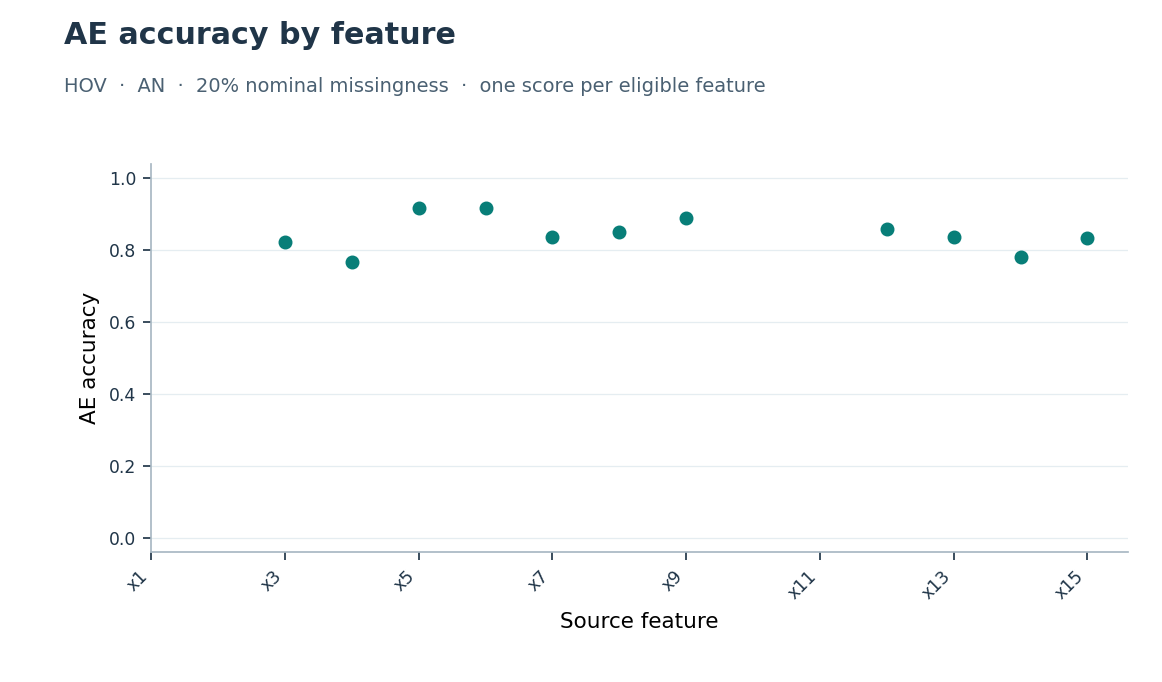 AE accuracy by feature
HOV · AN · 20% nominal missingness · one score per eligible feature
1.0
0.8
0.6
0.4
0.2
0.0
AE accuracy
x1
x3
x5
x7
x9
x11
x13
x15
Source feature